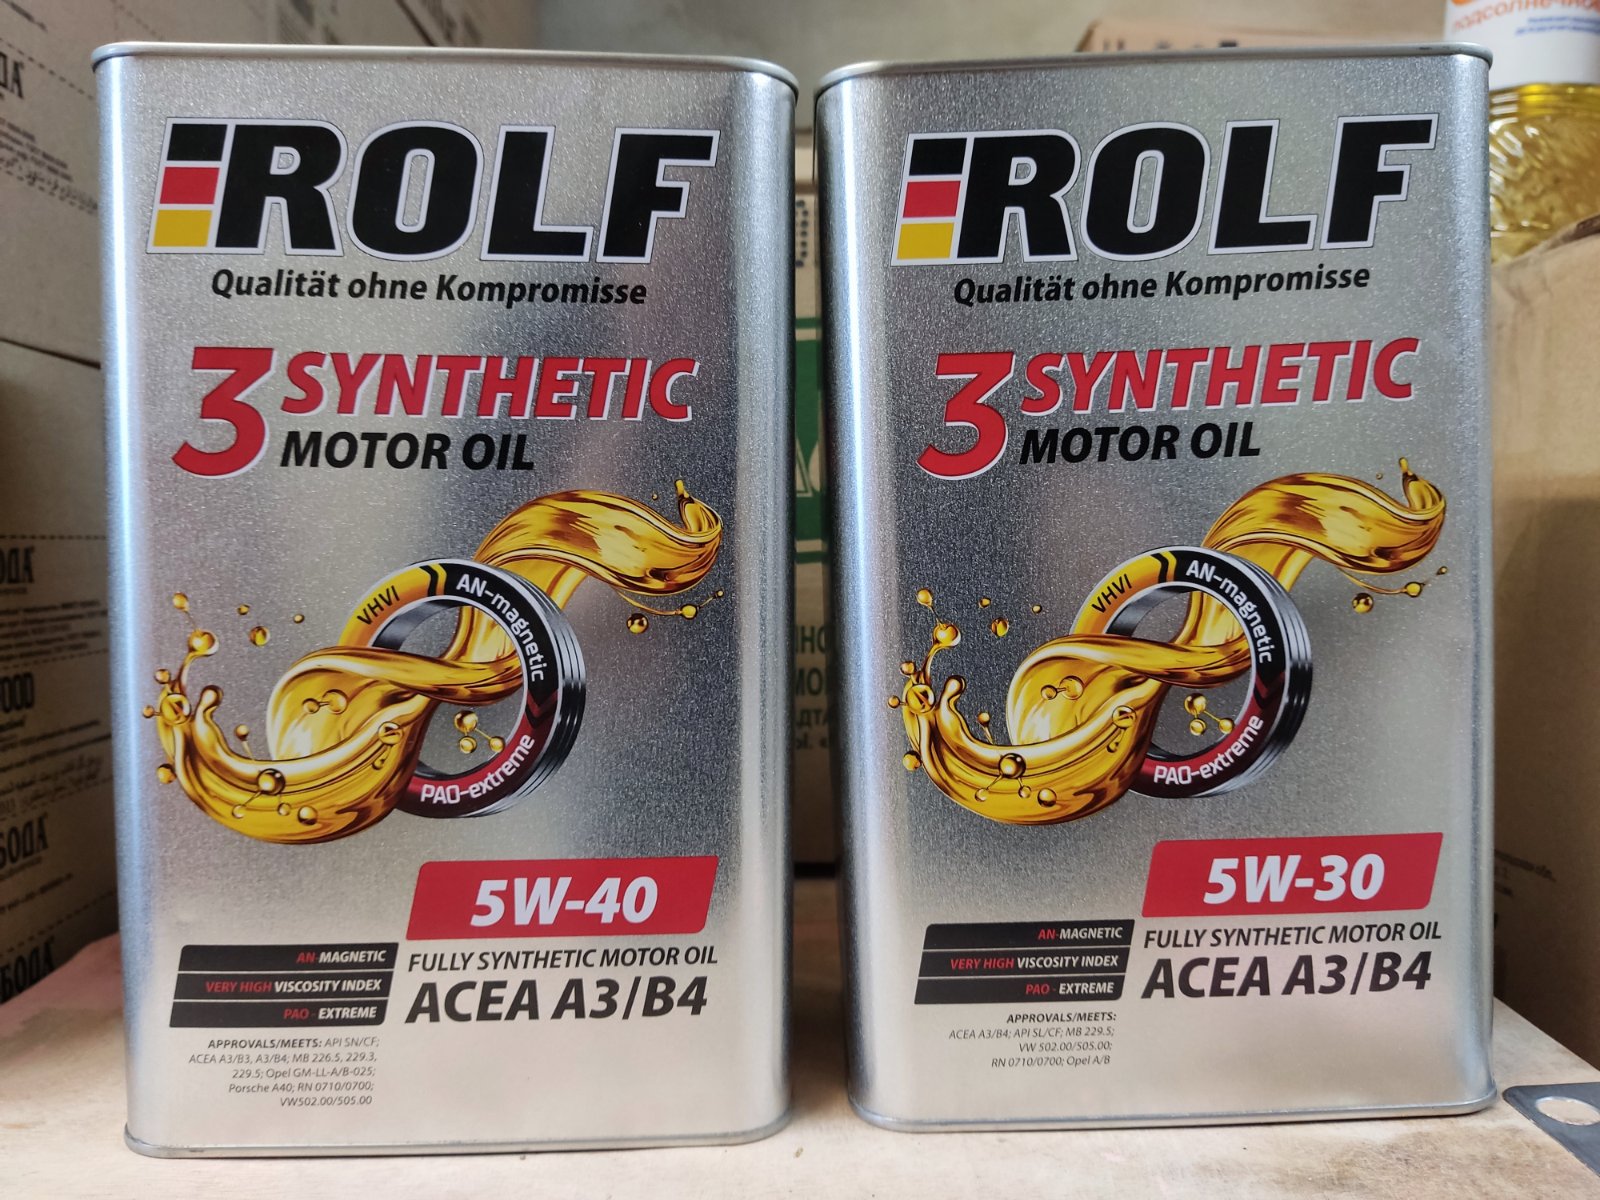 ROLF
Qualität ohne Kompromisse
3 SYNTHETIC
MOTOR OIL
VHVI
AN-magnetic
PAO-extreme
5W-40
AN-MAGNETIC
VERY HIGH VISCOSITY INDEX
PAO - EXTREME
FULLY SYNTHETIC MOTOR OIL
ACEA A3/B4
APPROVALS/MEETS: API SN/CF;
ACEA A3/B3, A3/B4; MB 226.5, 229.3,
229.5; Opel GM-LL-A/B-025;
Porsche A40; RN 0710/0700;
VW502.00/505.00
ROLF
Qualität ohne Kompromisse
3 SYNTHETIC
MOTOR OIL
VHVI
AN-magnetic
PAO-extreme
5W-30
AN-MAGNETIC
VERY HIGH VISCOSITY INDEX
PAO - EXTREME
FULLY SYNTHETIC MOTOR OIL
ACEA A3/B4
APPROVALS/MEETS:
ACEA A3/B4; API SL/CF; MB 229.5;
VW 502.00/505.00;
RN 0710/0700; Opel A/B